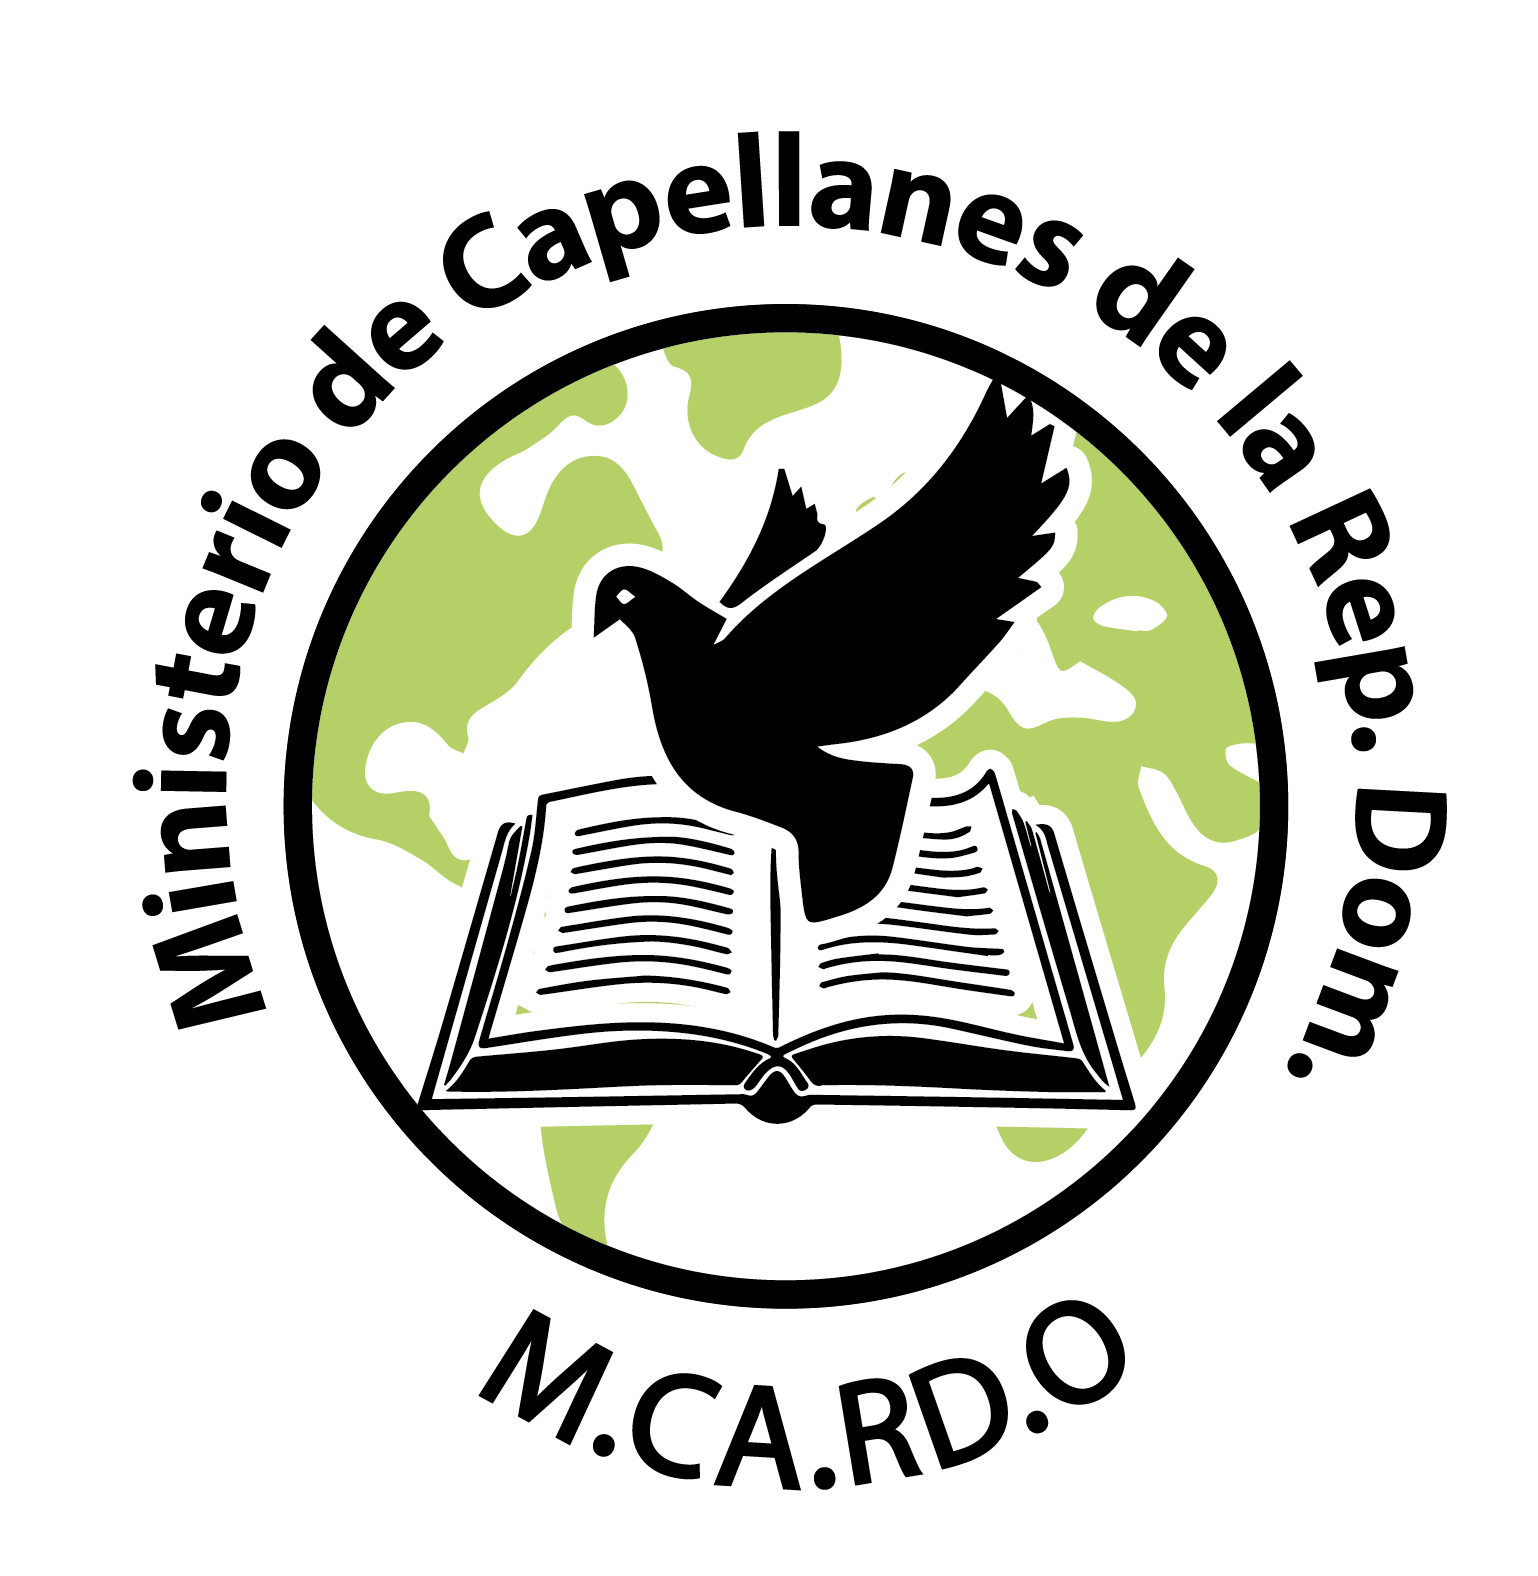 Ministerio de Capellanes de la Rep. Dom.
M.CA.RD.O